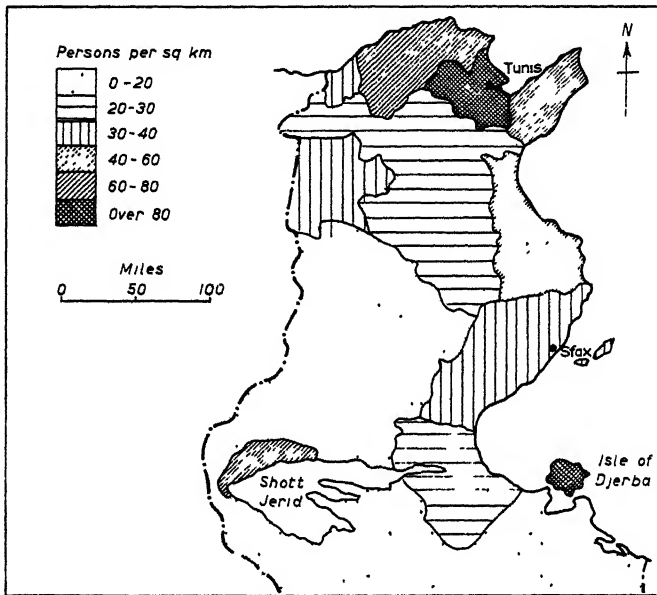 Persons per sq km
0-20
20-30
30-40
40-60
60-80
Over 80
Miles
0 100
N
Tunis
Sfax
Isle of
Djerba
Shott
Jerid